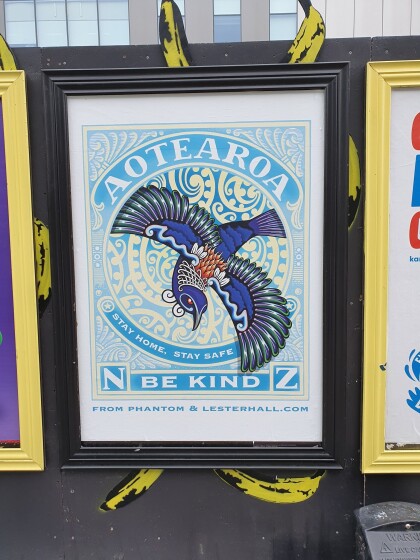 AOTEAROA
STAY HOME, STAY SAFE
N BE KIND Z
FROM PHANTOM & LESTERHALL.COM